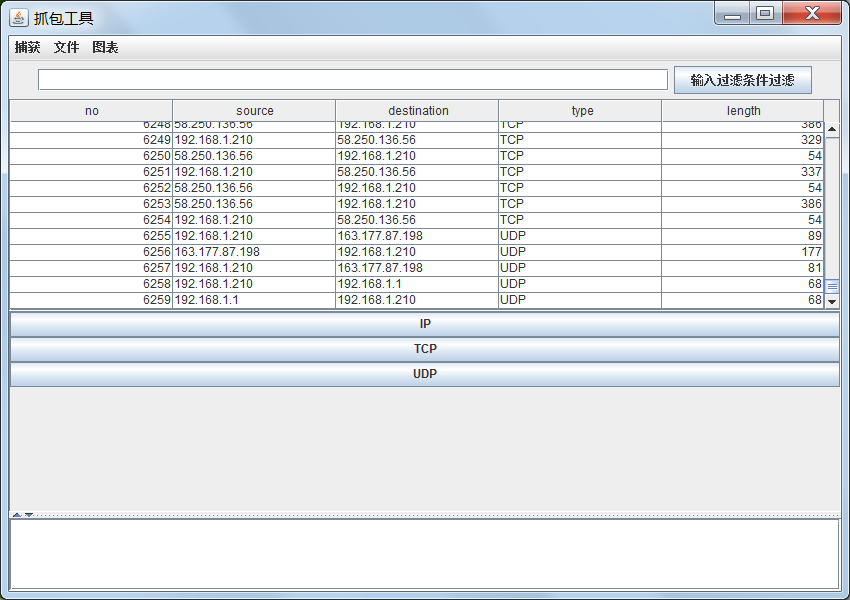 抓包工具
捕获 文件 图表
输入过滤条件过滤
no source destination type length
6248 58.250.136.56 192.168.1.210 TCP 386
6249 192.168.1.210 58.250.136.56 TCP 329
6250 58.250.136.56 192.168.1.210 TCP 54
6251 192.168.1.210 58.250.136.56 TCP 337
6252 58.250.136.56 192.168.1.210 TCP 54
6253 58.250.136.56 192.168.1.210 TCP 386
6254 192.168.1.210 58.250.136.56 TCP 54
6255 192.168.1.210 163.177.87.198 UDP 89
6256 163.177.87.198 192.168.1.210 UDP 177
6257 192.168.1.210 163.177.87.198 UDP 81
6258 192.168.1.210 192.168.1.1 UDP 68
6259 192.168.1.1 192.168.1.210 UDP 68
IP
TCP
UDP